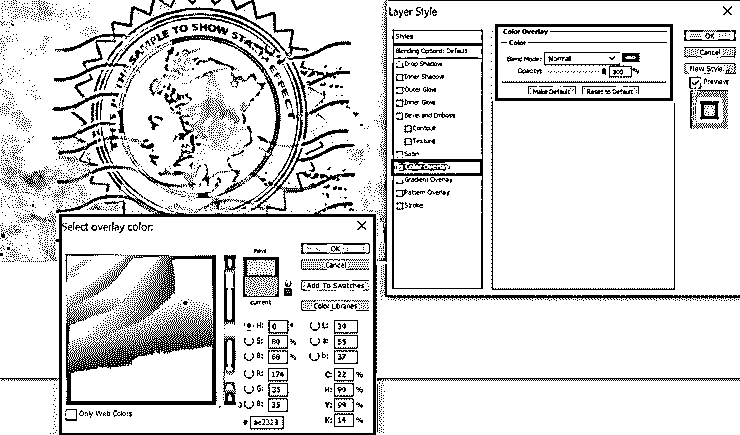 THIS IS AN SAMPLE TO SHOW STAMP EFFECT
Layer Style
Styles
Blending Options: Default
Drop Shadow
Inner Shadow
Outer Glow
Inner Glow
Bevel and Emboss
Contour
Texture
Satin
Color Overlay
Gradient Overlay
Pattern Overlay
Stroke
Color Overlay
Color
Blend Mode: Normal
Opacity: 100 %
Make Default
Reset to Default
OK
Cancel
New Style...
Preview
Select overlay color:
new
current
OK
Cancel
Add To Swatches
Color Libraries
H: 0 °
S: 80 %
B: 68 %
R: 174
G: 35
B: 35
# ae2323
L: 39
a: 55
b: 37
C: 22 %
M: 99 %
Y: 99 %
K: 14 %
Only Web Colors